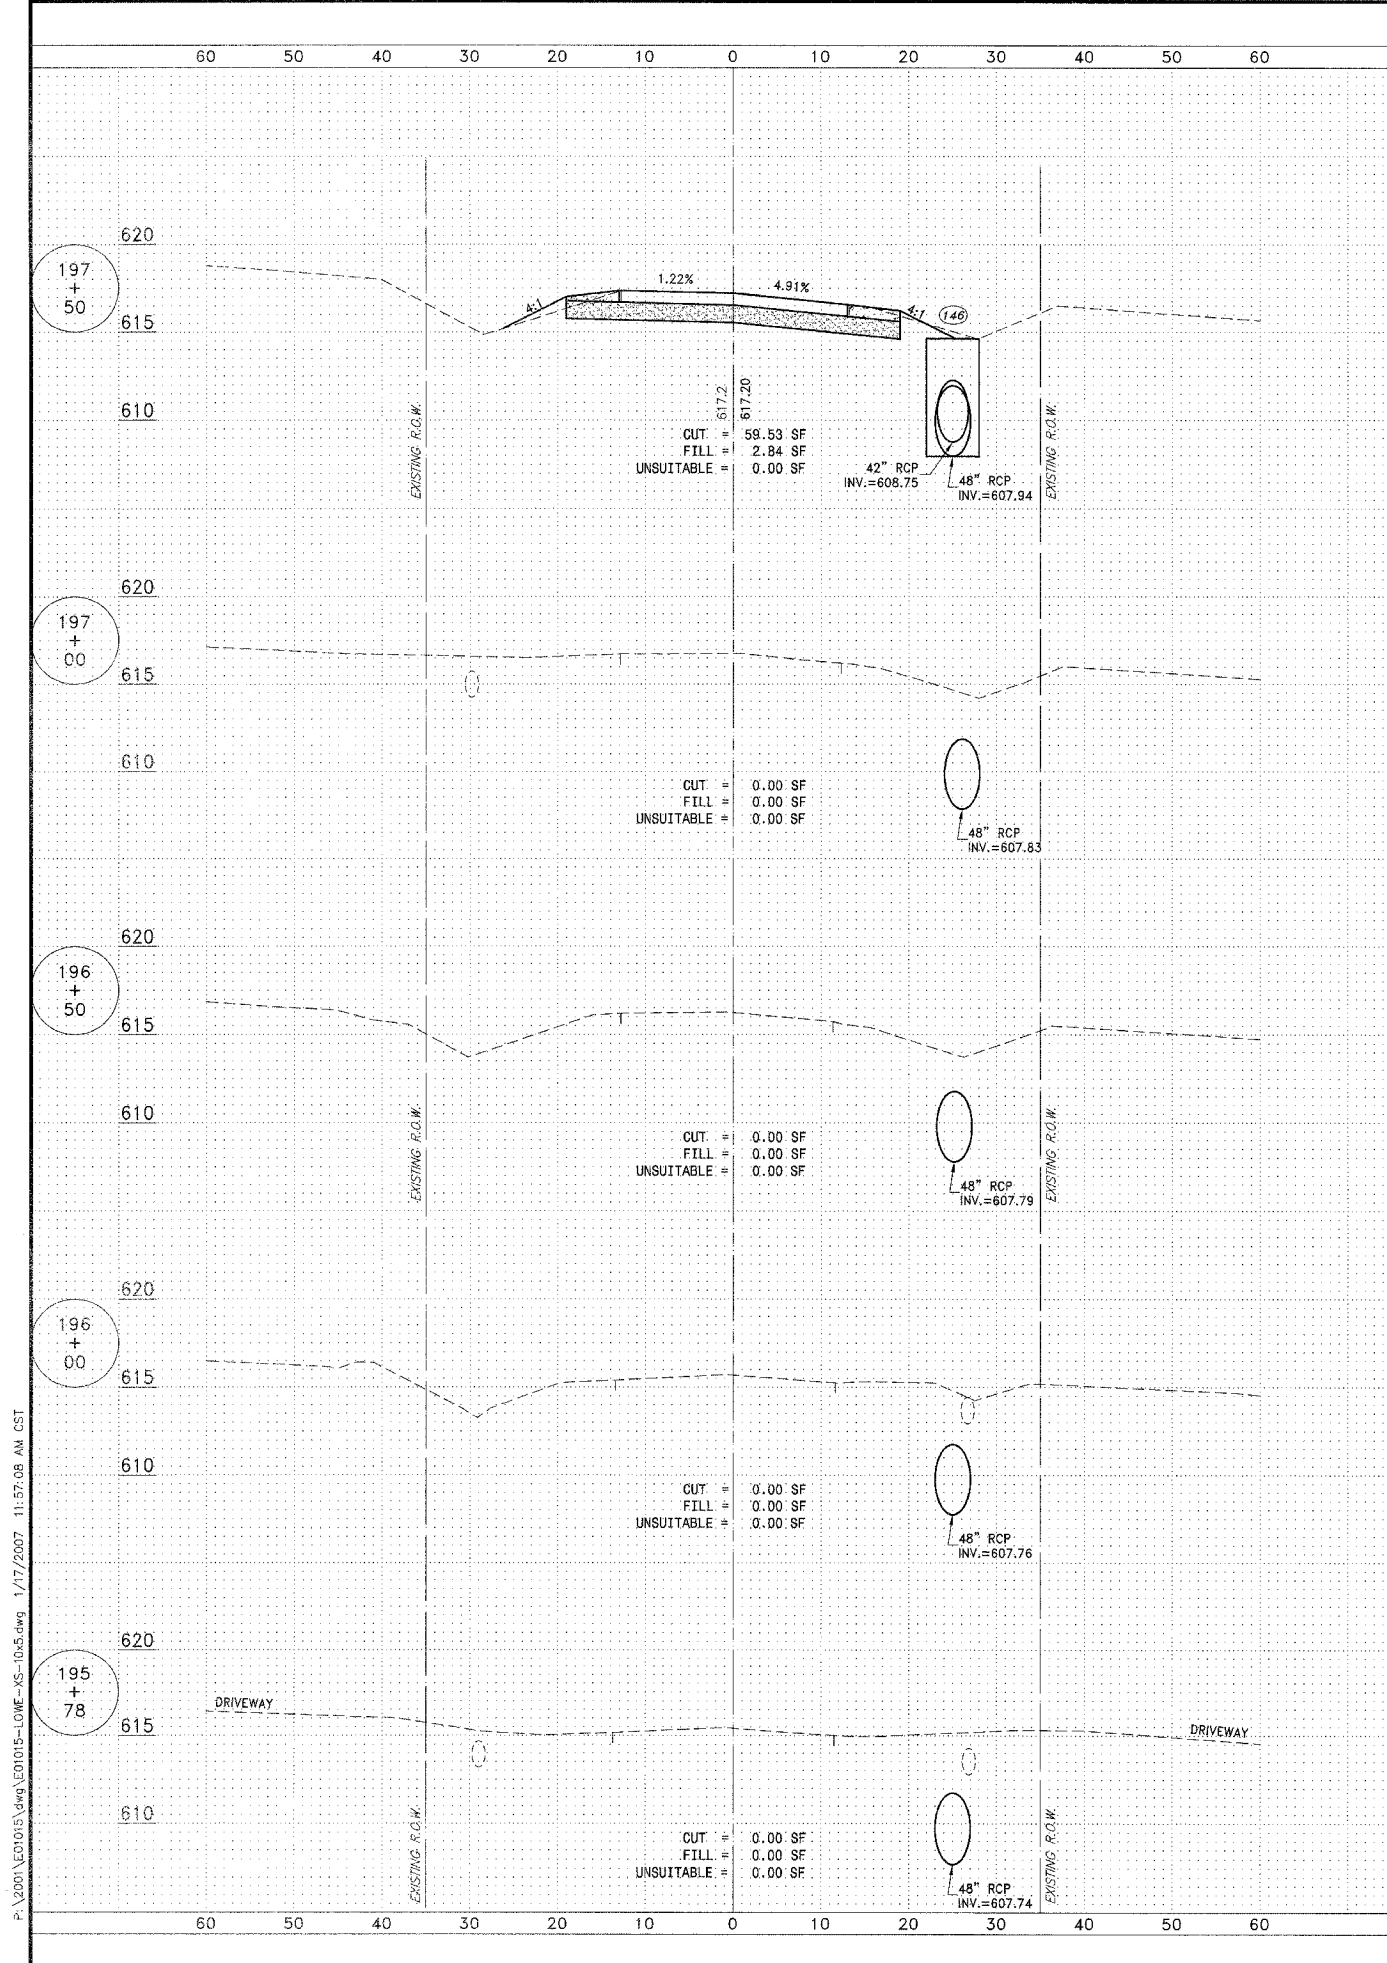 60 50 40 30 20 10 0 10 20 30 40 50 60
620
197
+
50
615
610
4:1
1.22%
4.91%
4:1
146
EXISTING R.O.W.
617.2
617.20
CUT = 59.53 SF
FILL = 2.84 SF
UNSUITABLE = 0.00 SF
42" RCP
INV.=608.75
48" RCP
INV.=607.94
EXISTING R.O.W.
620
197
+
00
615
610
CUT = 0.00 SF
FILL = 0.00 SF
UNSUITABLE = 0.00 SF
48" RCP
INV.=607.83
620
196
+
50
615
610
EXISTING R.O.W.
CUT = 0.00 SF
FILL = 0.00 SF
UNSUITABLE = 0.00 SF
48" RCP
INV.=607.79
EXISTING R.O.W.
620
196
+
00
615
610
CUT = 0.00 SF
FILL = 0.00 SF
UNSUITABLE = 0.00 SF
48" RCP
INV.=607.76
620
195
+
78
615
610
DRIVEWAY
DRIVEWAY
EXISTING R.O.W.
CUT = 0.00 SF
FILL = 0.00 SF
UNSUITABLE = 0.00 SF
48" RCP
INV.=607.74
EXISTING R.O.W.
60 50 40 30 20 10 0 10 20 30 40 50 60
P:\2001\E01015\dwg\E01015-LOWE-XS-10x5.dwg 1/17/2007 11:57:08 AM CST